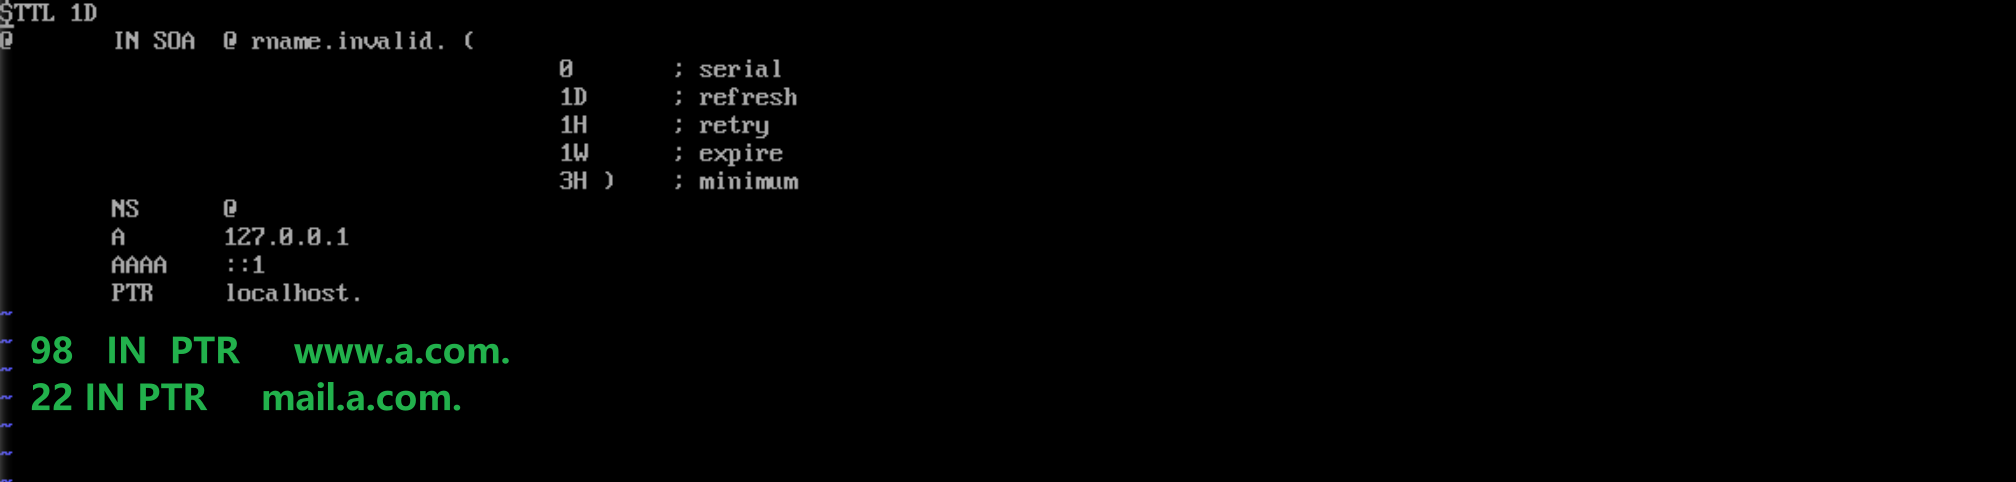 $TTL 1D
@ IN SOA @ rname.invalid. (
0 ; serial
1D ; refresh
1H ; retry
1W ; expire
3H ) ; minimum
NS @
A 127.0.0.1
AAAA ::1
PTR localhost.
~
~
98 IN PTR www.a.com.
~
~
22 IN PTR mail.a.com.
~
~
~